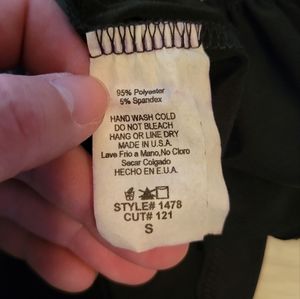 95% Polyester
5% Spandex
HAND WASH COLD
DO NOT BLEACH
HANG OR LINE DRY
MADE IN U.S.A.
Lave Frio a Mano,No Cloro
Secar Colgado
HECHO EN E.U.A.
STYLE# 1478
CUT# 121
S